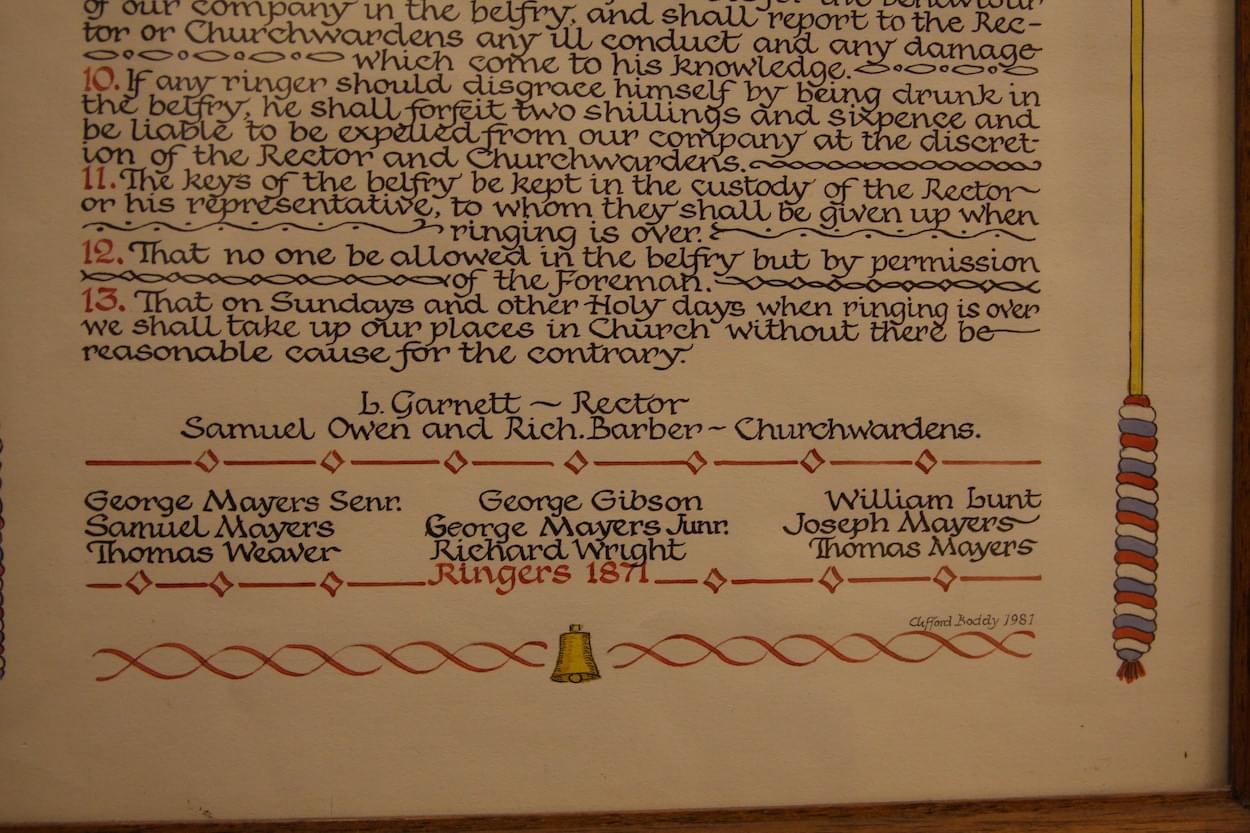 of our company in the belfry, and shall report to the Rec-
tor or Churchwardens any ill conduct and any damage
which come to his knowledge.
10. If any ringer should disgrace himself by being drunk in
the belfry, he shall forfeit two shillings and sixpence and
be liable to be expelled from our company at the discret-
ion of the Rector and Churchwardens.
11. The keys of the belfry be kept in the custody of the Rector
or his representative, to whom they shall be given up when
ringing is over.
12. That no one be allowed in the belfry but by permission
of the Foreman.
13. That on Sundays and other Holy days when ringing is over
we shall take up our places in Church without there be
reasonable cause for the contrary.
L. Garnett ~ Rector
Samuel Owen and Rich. Barber ~ Churchwardens.
George Mayers Senr. George Gibson William Lunt
Samuel Mayers George Mayers Junr. Joseph Mayers
Thomas Weaver Richard Wright Thomas Mayers
Ringers 1871
Clifford Boddy 1981